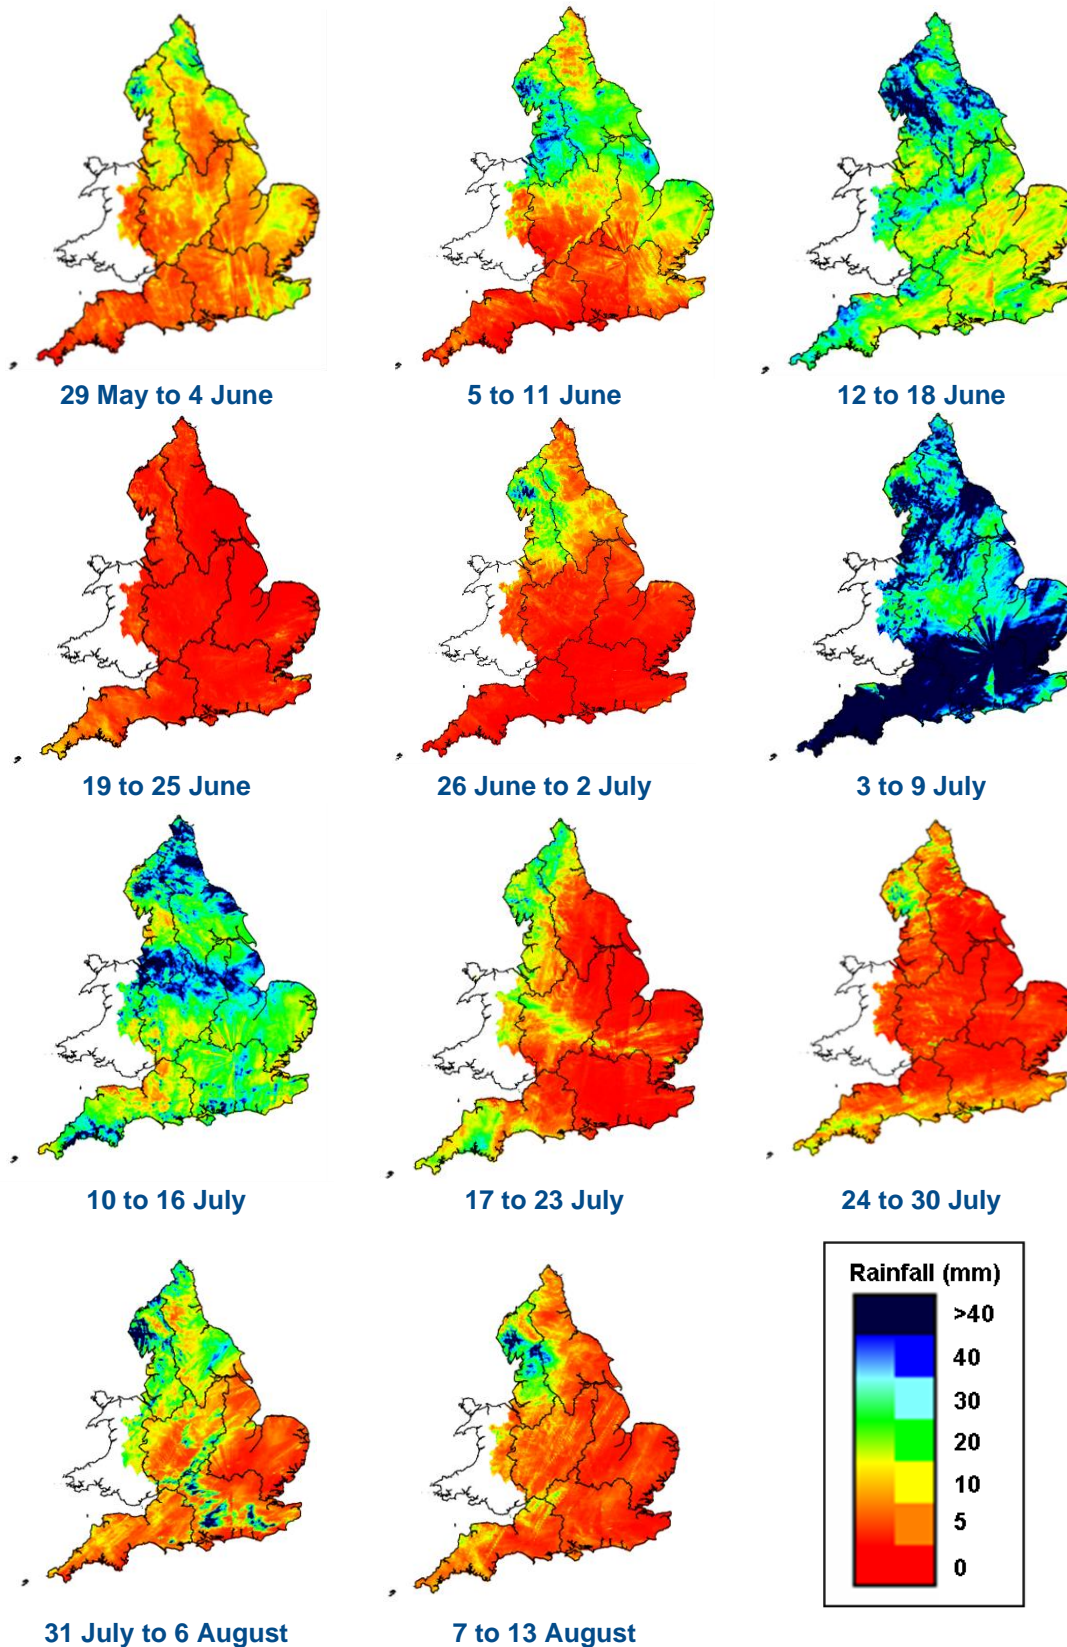 29 May to 4 June
5 to 11 June
12 to 18 June
19 to 25 June
26 June to 2 July
3 to 9 July
10 to 16 July
17 to 23 July
24 to 30 July
Rainfall (mm)
>40
40
30
20
10
5
0
31 July to 6 August
7 to 13 August